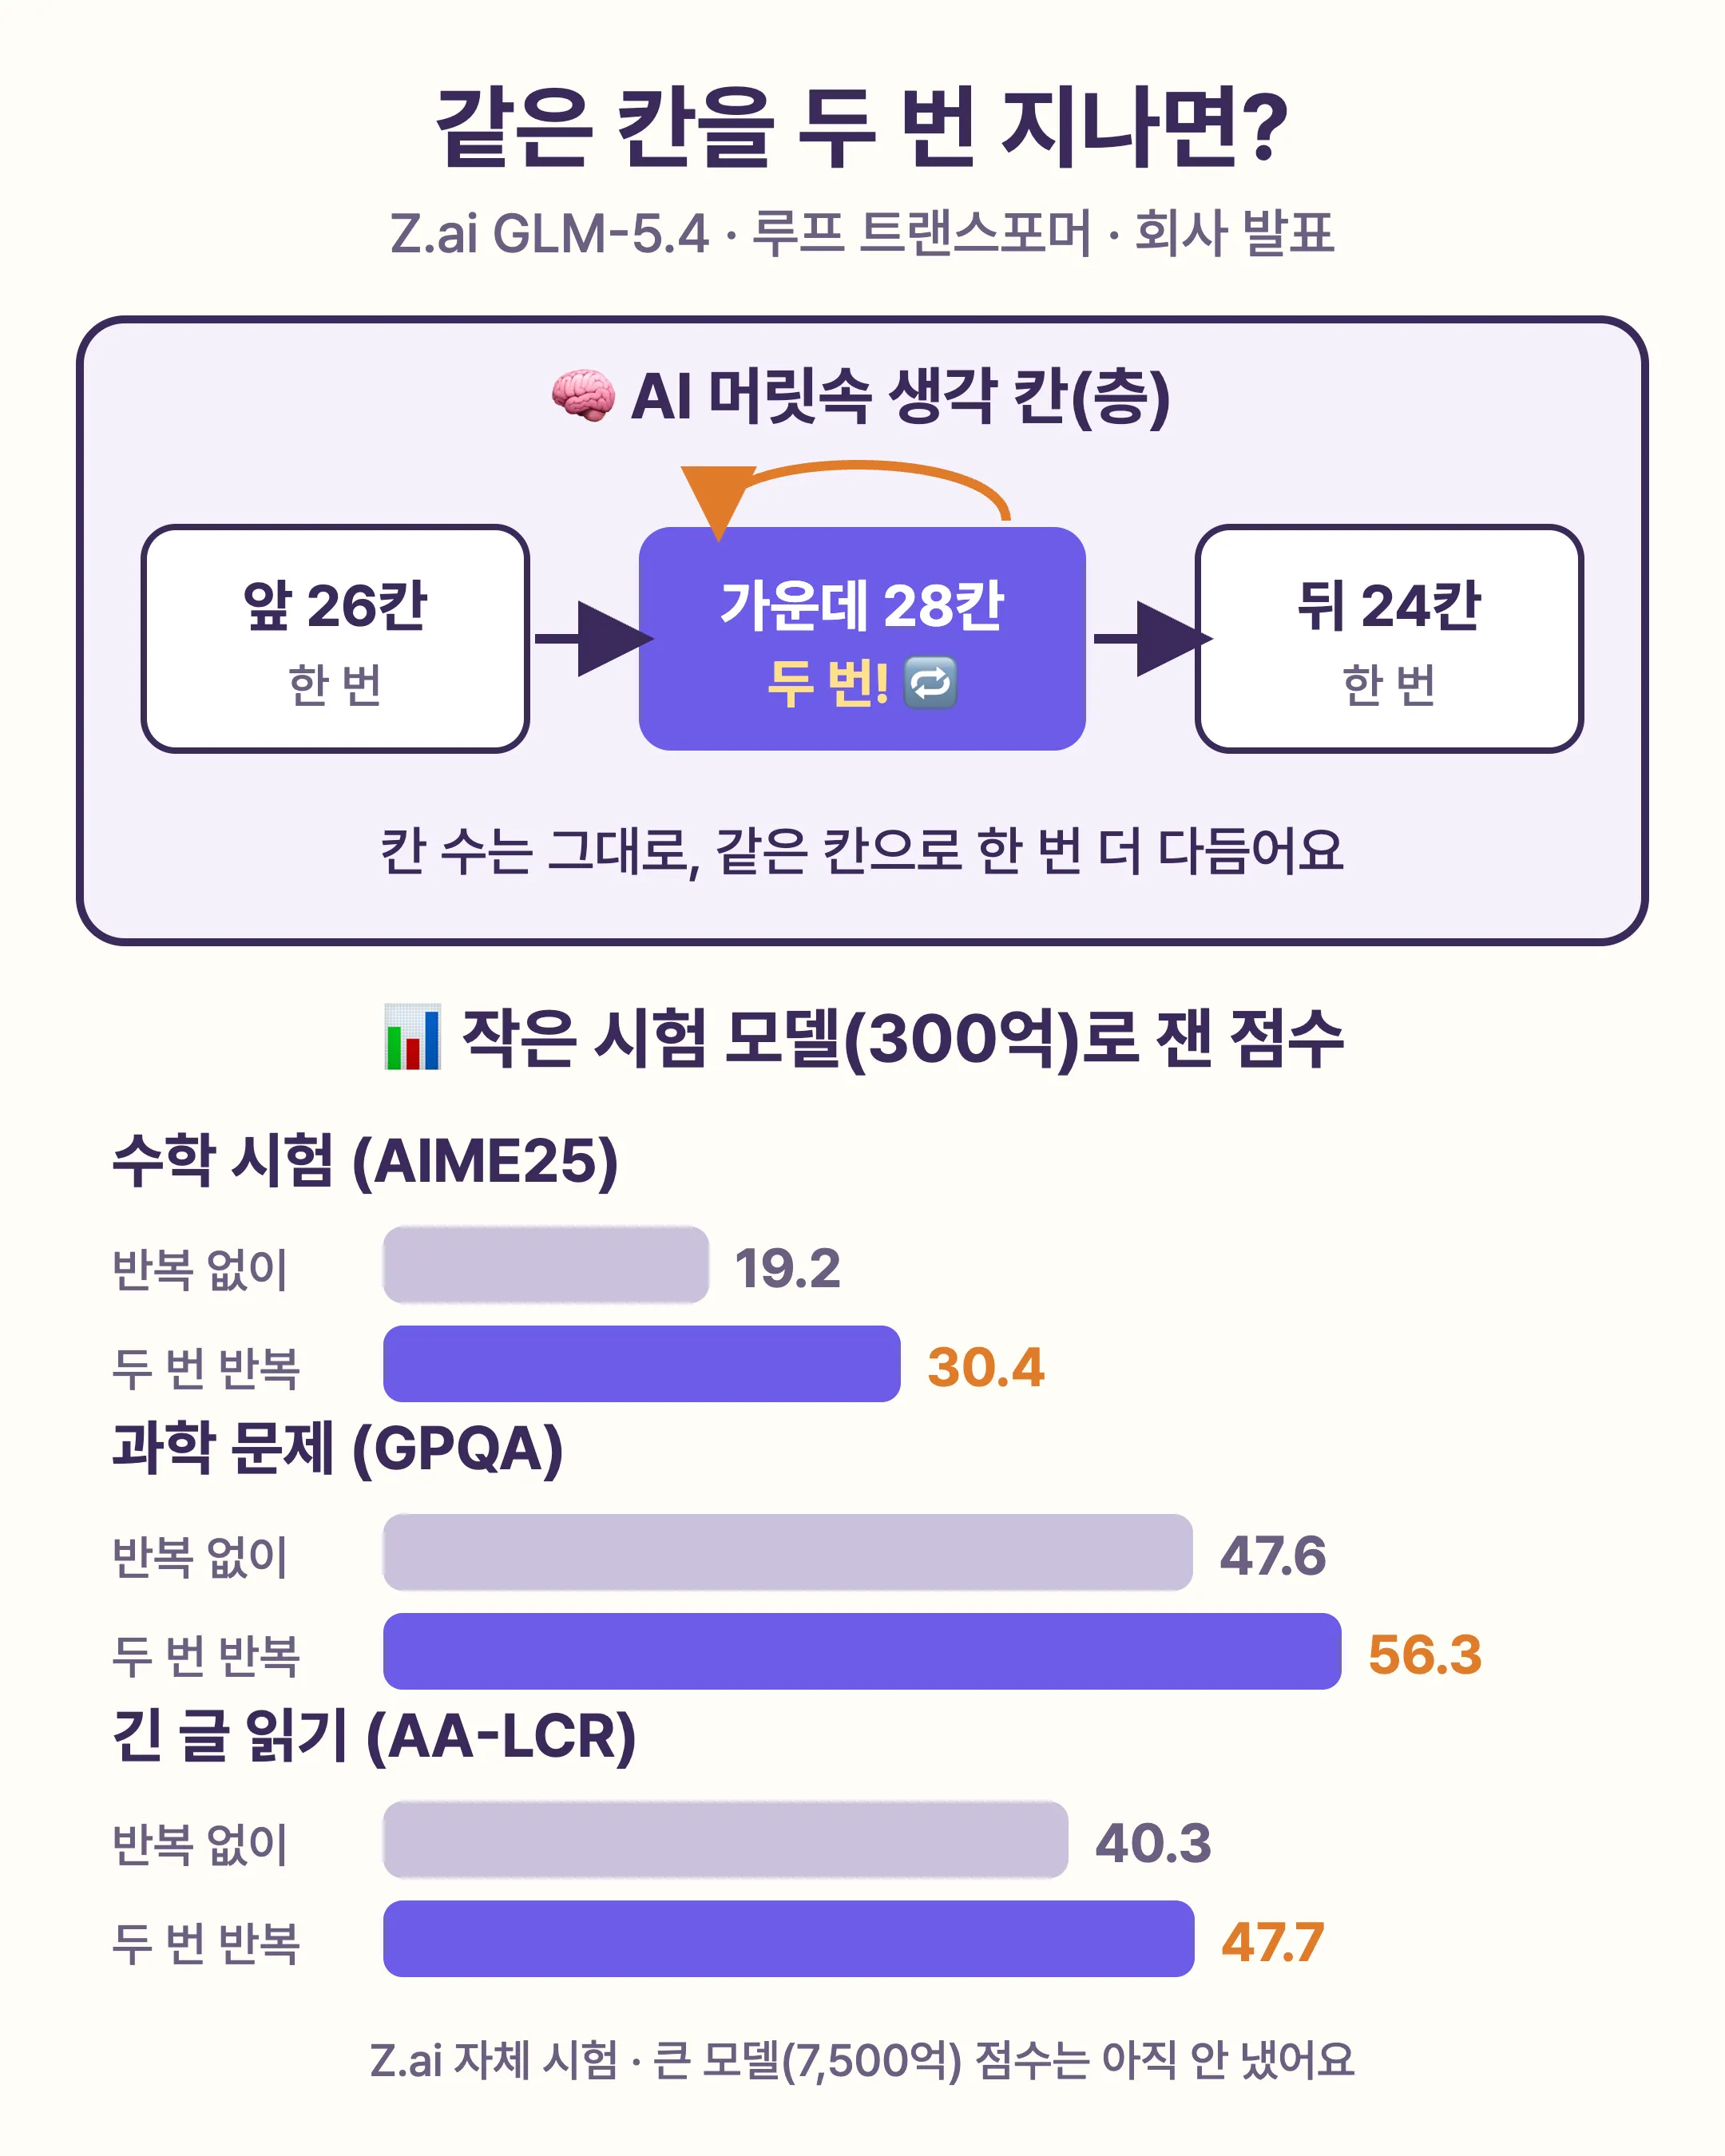 같은 칸을 두 번 지나면?
Z.ai GLM-5.4 · 루프 트랜스포머 · 회사 발표
🧠 AI 머릿속 생각 칸(층)
앞 26칸
한 번
가운데 28칸
두 번! 🔁
뒤 24칸
한 번
칸 수는 그대로, 같은 칸으로 한 번 더 다듬어요
📊 작은 시험 모델(300억)로 잰 점수
수학 시험 (AIME25)
반복 없이 19.2
두 번 반복 30.4
과학 문제 (GPQA)
반복 없이 47.6
두 번 반복 56.3
긴 글 읽기 (AA-LCR)
반복 없이 40.3
두 번 반복 47.7
Z.ai 자체 시험 · 큰 모델(7,500억) 점수는 아직 안 냈어요